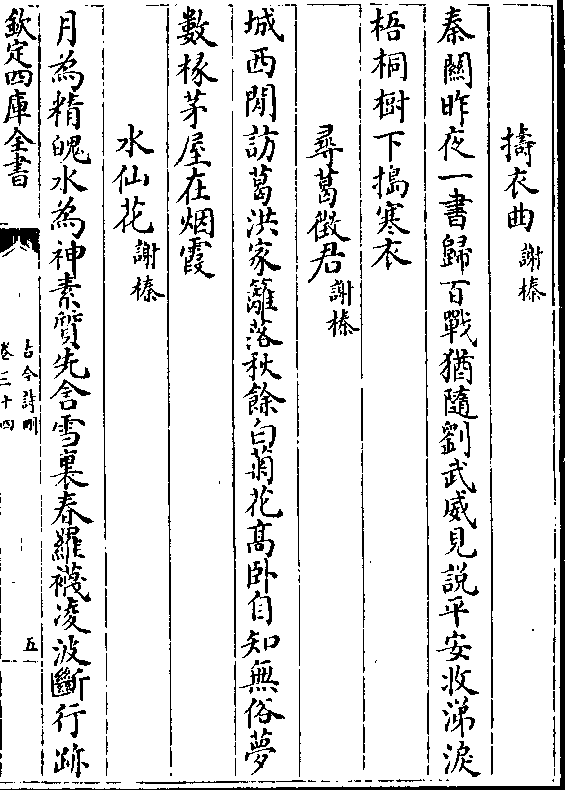 擣衣曲 謝榛
秦關昨夜一書歸百戰猶隨劉武威見說平安收涕淚
梧桐樹下搗寒衣
尋葛徵君 謝榛
城西閒訪葛洪家籬落秋餘白菊花高卧自知無俗夢
數椽茅屋在烟霞
水仙花 謝榛
月為精魄水為神素質先含雪裏春羅襪凌波斷行跡
欽定四庫全書
古今詩刪
卷三十四
五